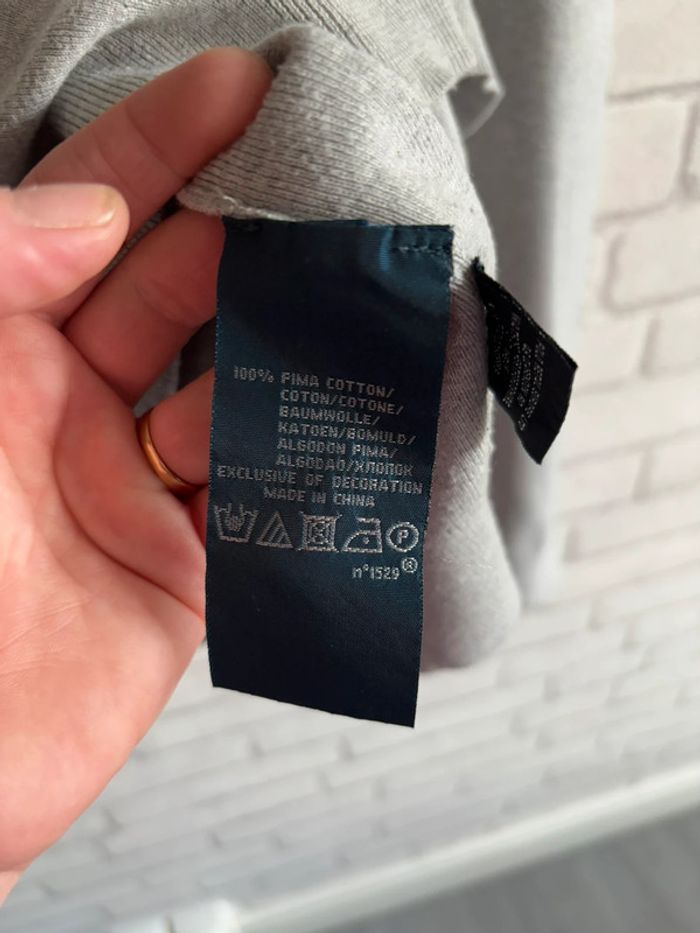 100% PIMA COTTON/
COTON/COTONE/
BAUMWOLLE/
KATOEN/BOMULD/
ALGODON PIMA/
ALGODAO/ХЛОПОК
EXCLUSIVE OF DECORATION
MADE IN CHINA
P
n°1529®